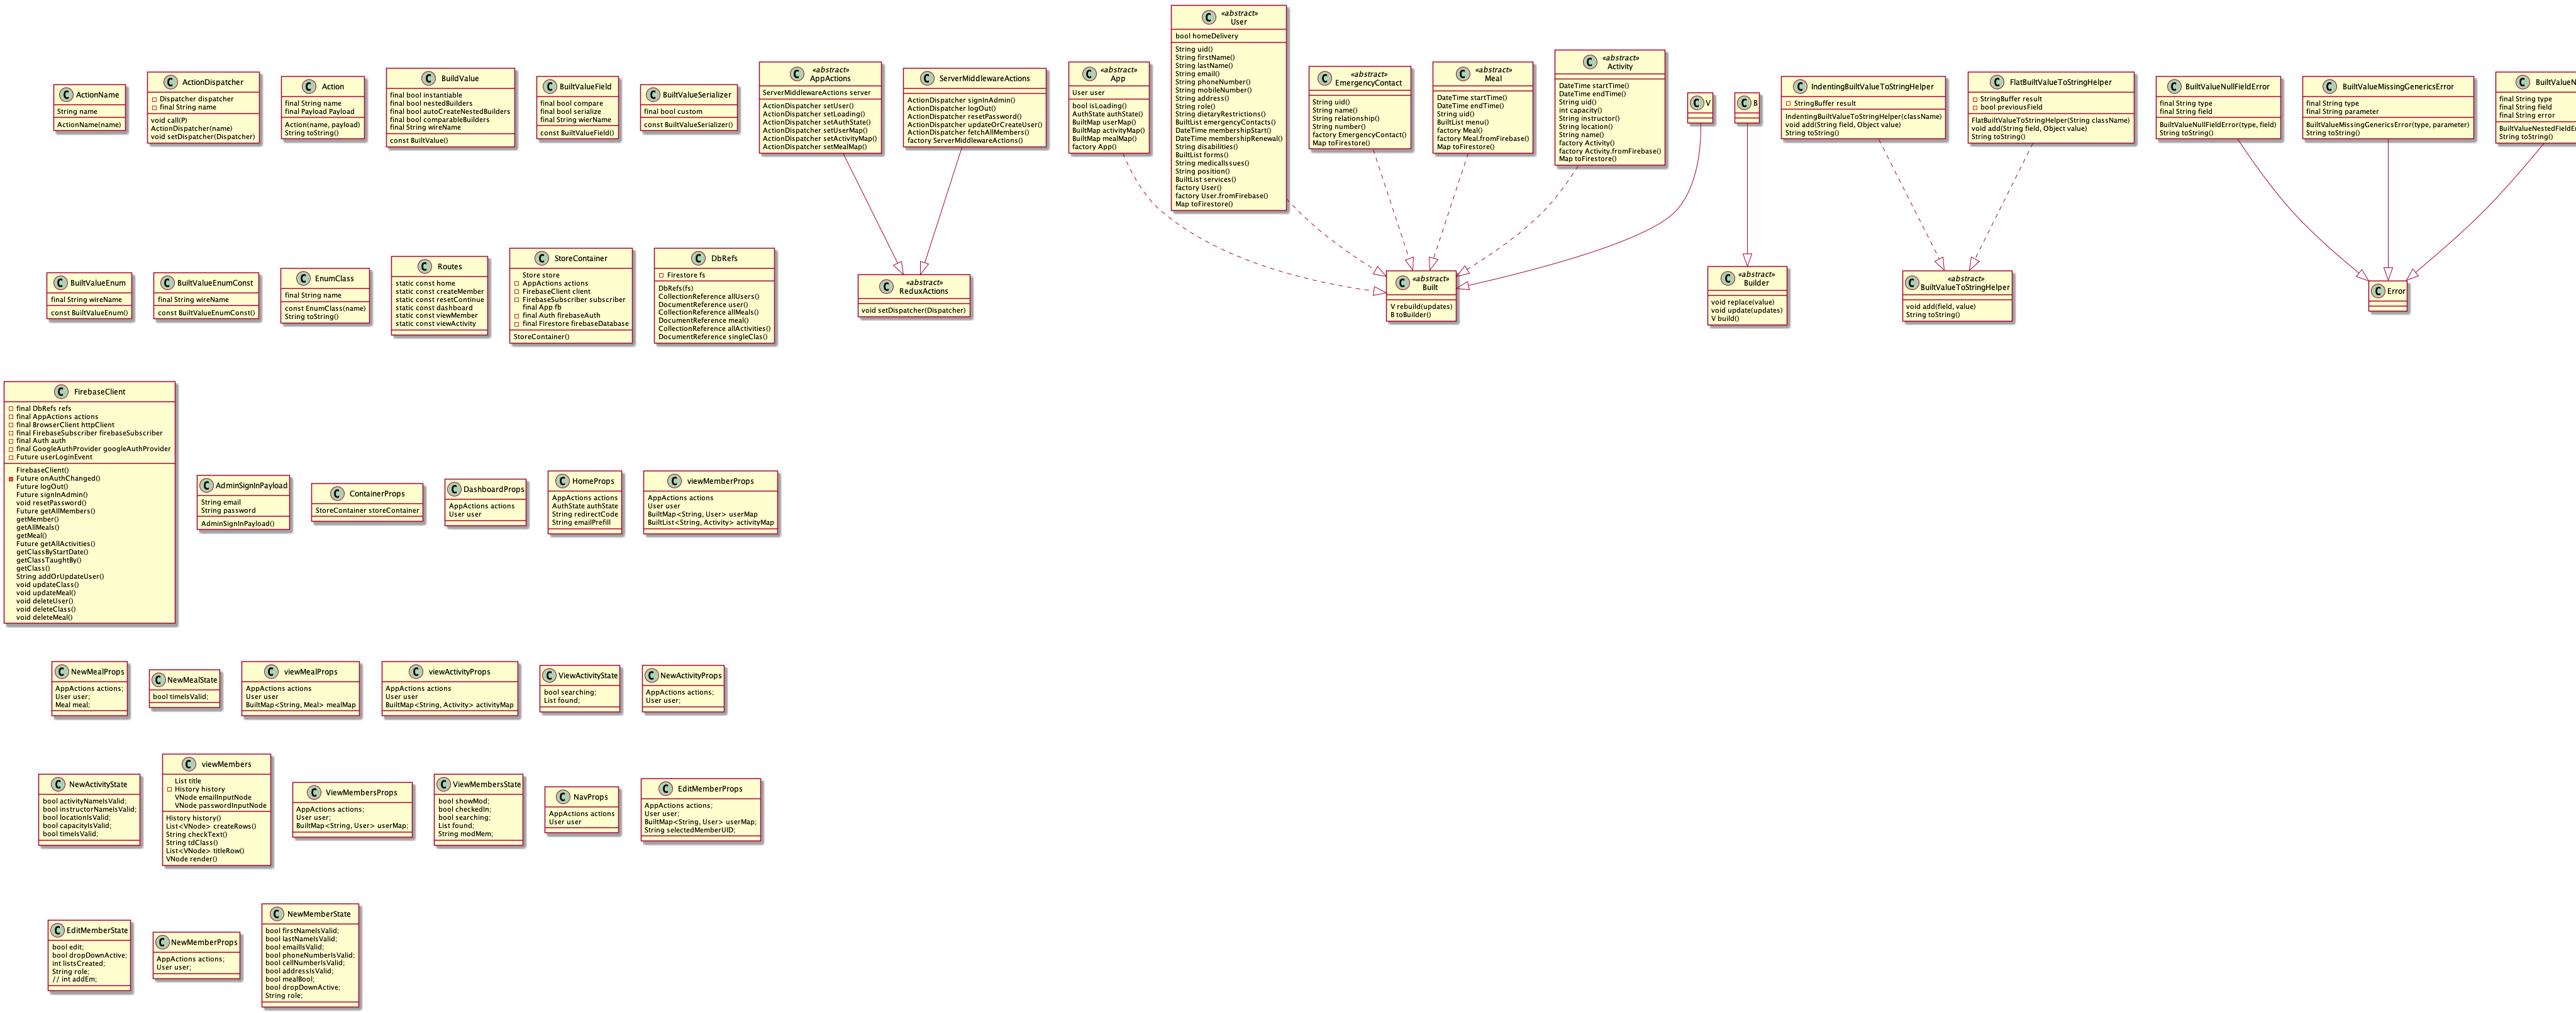 ActionName
String name
ActionName(name)
ActionDispatcher
Dispatcher dispatcher
final String name
void call(P)
ActionDispatcher(name)
void setDispatcher(Dispatcher)
Action
final String name
final Payload Payload
Action(name, payload)
String toString()
BuildValue
final bool instantiable
final bool nestedBuilders
final bool autoCreateNestedBuilders
final bool comparableBuilders
final String wireName
const BuiltValue()
BuiltValueField
final bool compare
final bool serialize
final String wierName
const BuiltValueField()
BuiltValueSerializer
final bool custom
const BuiltValueSerializer()
«abstract»
AppActions
ServerMiddlewareActions server
ActionDispatcher setUser()
ActionDispatcher setLoading()
ActionDispatcher setAuthState()
ActionDispatcher setUserMap()
ActionDispatcher setActivityMap()
ActionDispatcher setMealMap()
ServerMiddlewareActions
ActionDispatcher signInAdmin()
ActionDispatcher logOut()
ActionDispatcher resetPassword()
ActionDispatcher updateOrCreateUser()
ActionDispatcher fetchAllMembers()
factory ServerMiddlewareActions()
«abstract»
App
User user
bool isLoading()
AuthState authState()
BuiltMap userMap()
BuiltMap activityMap()
BuiltMap mealMap()
factory App()
«abstract»
User
bool homeDelivery
String uid()
String firstName()
String lastName()
String email()
String phoneNumber()
String mobileNumber()
String address()
String role()
String dietaryRestrictions()
BuiltList emergencyContacts()
DateTime membershipStart()
DateTime membershipRenewal()
String disabilities()
BuiltList forms()
String medicalIssues()
String position()
BuiltList services()
factory User()
factory User.fromFirebase()
Map toFirestore()
«abstract»
EmergencyContact
String uid()
String name()
String relationship()
String number()
factory EmergencyContact()
Map toFirestore()
«abstract»
Meal
DateTime startTime()
DateTime endTime()
String uid()
BuiltList menu()
factory Meal()
factory Meal.fromFirebase()
Map toFirestore()
«abstract»
Activity
DateTime startTime()
DateTime endTime()
String uid()
int capacity()
String instructor()
String location()
String name()
factory Activity()
factory Activity.fromFirebase()
Map toFirestore()
V
B
IndentingBuiltValueToStringHelper
StringBuffer result
IndentingBuiltValueToStringHelper(className)
void add(String field, Object value)
String toString()
FlatBuiltValueToStringHelper
StringBuffer result
bool previousField
FlatBuiltValueToStringHelper(String className)
void add(String field, Object value)
String toString()
BuiltValueNullFieldError
final String type
final String field
BuiltValueNullFieldError(type, field)
String toString()
BuiltValueMissingGenericsError
final String type
final String parameter
BuiltValueMissingGenericsError(type, parameter)
String toString()
BuiltValueN
final String type
final String field
final String error
BuiltValueNestedFieldE
String toString()
BuiltValueEnum
final String wireName
const BuiltValueEnum()
BuiltValueEnumConst
final String wireName
const BuiltValueEnumConst()
EnumClass
final String name
const EnumClass(name)
String toString()
Routes
static const home
static const createMember
static const resetContinue
static const dashboard
static const viewMember
static const viewActivity
StoreContainer
Store store
AppActions actions
FirebaseClient client
FirebaseSubscriber subscriber
final App fb
final Auth firebaseAuth
final Firestore firebaseDatabase
StoreContainer()
DbRefs
Firestore fs
DbRefs(fs)
CollectionReference allUsers()
DocumentReference user()
CollectionReference allMeals()
DocumentReference meal()
CollectionReference allActivities()
DocumentReference singleClas()
«abstract»
ReduxActions
void setDispatcher(Dispatcher)
«abstract»
Built
V rebuild(updates)
B toBuilder()
«abstract»
Builder
void replace(value)
void update(updates)
V build()
«abstract»
BuiltValueToStringHelper
void add(field, value)
String toString()
Error
FirebaseClient
final DbRefs refs
final AppActions actions
final BrowserClient httpClient
final FirebaseSubscriber firebaseSubscriber
final Auth auth
final GoogleAuthProvider googleAuthProvider
Future userLoginEvent
FirebaseClient()
Future onAuthChanged()
Future logOut()
Future signInAdmin()
void resetPassword()
Future getAllMembers()
getMember()
getAllMeals()
getMeal()
Future getAllActivities()
getClassByStartDate()
getClassTaughtBy()
getClass()
String addOrUpdateUser()
void updateClass()
void updateMeal()
void deleteUser()
void deleteClass()
void deleteMeal()
AdminSignInPayload
String email
String password
AdminSignInPayload()
ContainerProps
StoreContainer storeContainer
DashboardProps
AppActions actions
User user
HomeProps
AppActions actions
AuthState authState
String redirectCode
String emailPrefill
viewMemberProps
AppActions actions
User user
BuiltMap<String, User> userMap
BuiltList<String, Activity> activityMap
NewMealProps
AppActions actions;
User user;
Meal meal;
NewMealState
bool timeIsValid;
viewMealProps
AppActions actions
User user
BuiltMap<String, Meal> mealMap
viewActivityProps
AppActions actions
User user
BuiltMap<String, Activity> activityMap
ViewActivityState
bool searching;
List found;
NewActivityProps
AppActions actions;
User user;
NewActivityState
bool activityNameIsValid;
bool instructorNameIsValid;
bool locationIsValid;
bool capacityIsValid;
bool timeIsValid;
viewMembers
List title
History history
VNode emailInputNode
VNode passwordInputNode
History history()
List<VNode> createRows()
String checkText()
String tdClass()
List<VNode> titleRow()
VNode render()
ViewMembersProps
AppActions actions;
User user;
BuiltMap<String, User> userMap;
ViewMembersState
bool showMod;
bool checkedIn;
bool searching;
List found;
String modMem;
NavProps
AppActions actions
User user
EditMemberProps
AppActions actions;
User user;
BuiltMap<String, User> userMap;
String selectedMemberUID;
EditMemberState
bool edit;
bool dropDownActive;
int listsCreated;
String role;
// int addEm;
NewMemberProps
AppActions actions;
User user;
NewMemberState
bool firstNameIsValid;
bool lastNameIsValid;
bool emailIsValid;
bool phoneNumberIsValid;
bool cellNumberIsValid;
bool addressIsValid;
bool mealBool;
bool dropDownActive;
String role;